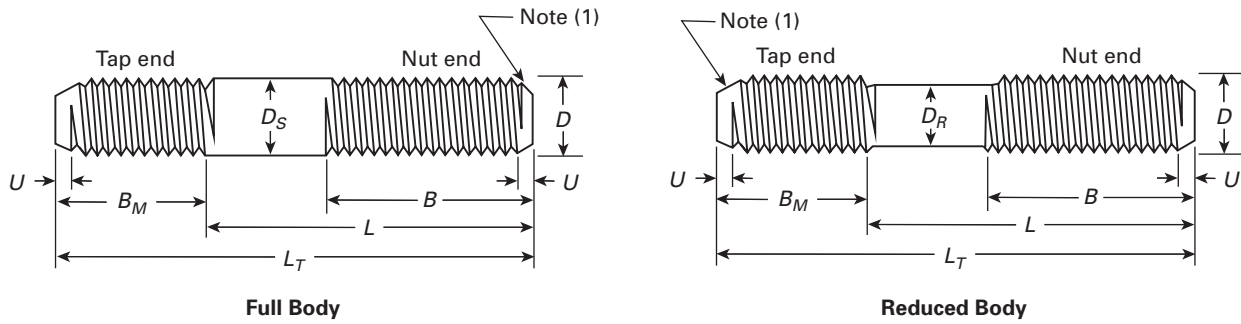 Note (1)
Tap end
Nut end
D_S
D
U
B_M
B
U
L
L_T
Full Body
Note (1)
Tap end
Nut end
D_R
D
U
B_M
B
U
L
L_T
Reduced Body